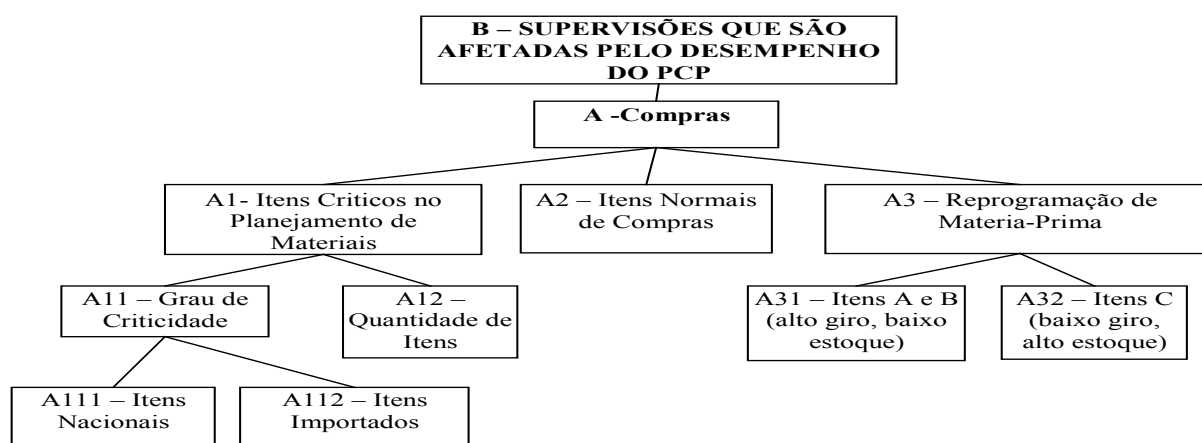 B – SUPERVISÕES QUE SÃO
AFETADAS PELO DESEMPENHO
DO PCP
A -Compras
A1- Itens Criticos no
Planejamento de
Materiais
A2 – Itens Normais
de Compras
A3 – Reprogramação de
Materia-Prima
A11 – Grau de
Criticidade
A12 –
Quantidade de
Itens
A31 – Itens A e B
(alto giro, baixo
estoque)
A32 – Itens C
(baixo giro,
alto estoque)
A111 – Itens
Nacionais
A112 – Itens
Importados